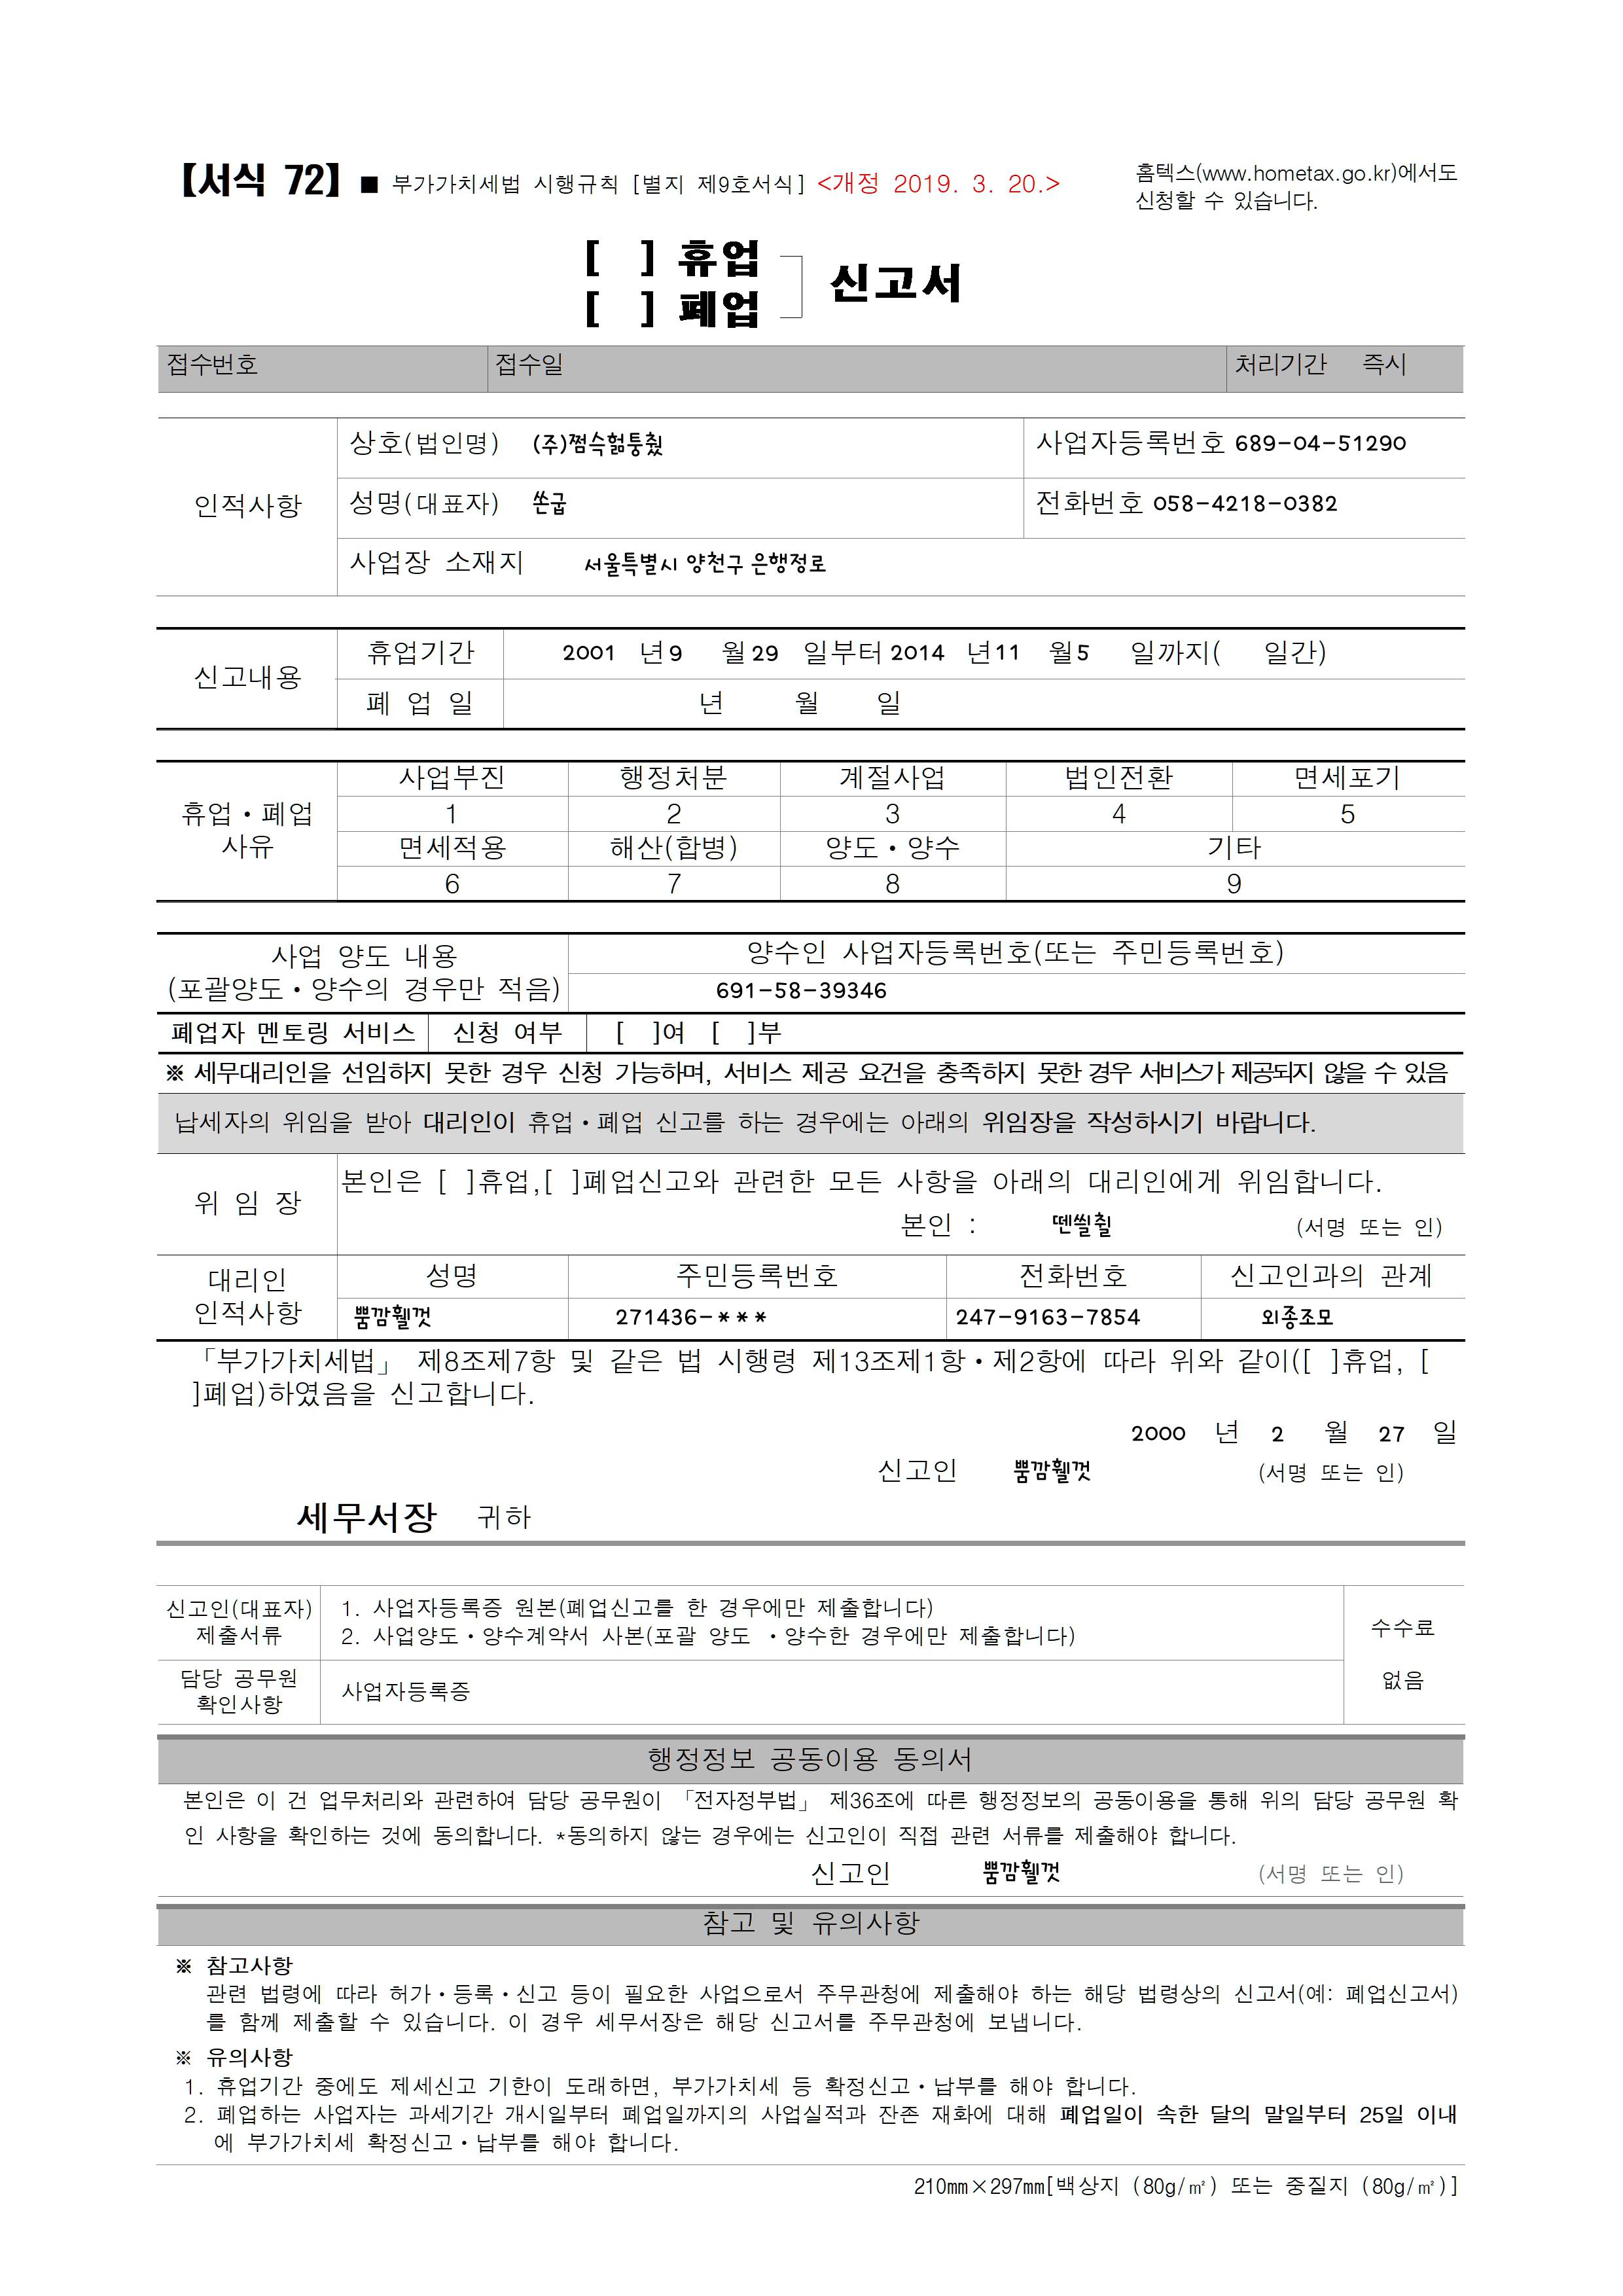 【서식 72】 ■ 부가가치세법 시행규칙 [별지 제9호서식] <개정 2019. 3. 20.>
홈텍스(www.hometax.go.kr)에서도
신청할 수 있습니다.
[ ] 휴업
[ ] 폐업
신고서
접수번호 접수일 처리기간 즉시
인적사항
상호(법인명) (주)쩜슥헒퉁췄 사업자등록번호 689-04-51290
성명(대표자) 쏜굽 전화번호 058-4218-0382
사업장 소재지 서울특별시 양천구 은행정로
신고내용
휴업기간 2001 년 9 월 29 일부터 2014 년 11 월 5 일까지( 일간)
폐 업 일 년 월 일
휴업・폐업
사유
사업부진 행정처분 계절사업 법인전환 면세포기
1 2 3 4 5
면세적용 해산(합병) 양도・양수 기타
6 7 8 9
사업 양도 내용
(포괄양도・양수의 경우만 적음)
양수인 사업자등록번호(또는 주민등록번호)
691-58-39346
폐업자 멘토링 서비스 신청 여부 [ ]여 [ ]부
※ 세무대리인을 선임하지 못한 경우 신청 가능하며, 서비스 제공 요건을 충족하지 못한 경우 서비스가 제공되지 않을 수 있음
납세자의 위임을 받아 대리인이 휴업・폐업 신고를 하는 경우에는 아래의 위임장을 작성하시기 바랍니다.
위 임 장
본인은 [ ]휴업,[ ]폐업신고와 관련한 모든 사항을 아래의 대리인에게 위임합니다.
본인 : 뗀씔췰 (서명 또는 인)
대리인
인적사항
성명 주민등록번호 전화번호 신고인과의 관계
뿜깜휄껏 271436-*** 247-9163-7854 외종조모
「부가가치세법」 제8조제7항 및 같은 법 시행령 제13조제1항・제2항에 따라 위와 같이([ ]휴업, [
]폐업)하였음을 신고합니다.
2000 년 2 월 27 일
신고인 뿜깜휄껏 (서명 또는 인)
세무서장 귀하
신고인(대표자)
제출서류
1. 사업자등록증 원본(폐업신고를 한 경우에만 제출합니다)
2. 사업양도・양수계약서 사본(포괄 양도 ・양수한 경우에만 제출합니다)
수수료
없음
담당 공무원
확인사항
사업자등록증
행정정보 공동이용 동의서
본인은 이 건 업무처리와 관련하여 담당 공무원이 「전자정부법」 제36조에 따른 행정정보의 공동이용을 통해 위의 담당 공무원 확
인 사항을 확인하는 것에 동의합니다. *동의하지 않는 경우에는 신고인이 직접 관련 서류를 제출해야 합니다.
신고인 뿜깜휄껏 (서명 또는 인)
참고 및 유의사항
※ 참고사항
관련 법령에 따라 허가・등록・신고 등이 필요한 사업으로서 주무관청에 제출해야 하는 해당 법령상의 신고서(예: 폐업신고서)
를 함께 제출할 수 있습니다. 이 경우 세무서장은 해당 신고서를 주무관청에 보냅니다.
※ 유의사항
1. 휴업기간 중에도 제세신고 기한이 도래하면, 부가가치세 등 확정신고・납부를 해야 합니다.
2. 폐업하는 사업자는 과세기간 개시일부터 폐업일까지의 사업실적과 잔존 재화에 대해 폐업일이 속한 달의 말일부터 25일 이내
에 부가가치세 확정신고・납부를 해야 합니다.
210mm×297mm[백상지 (80g/㎡) 또는 중질지 (80g/㎡)]